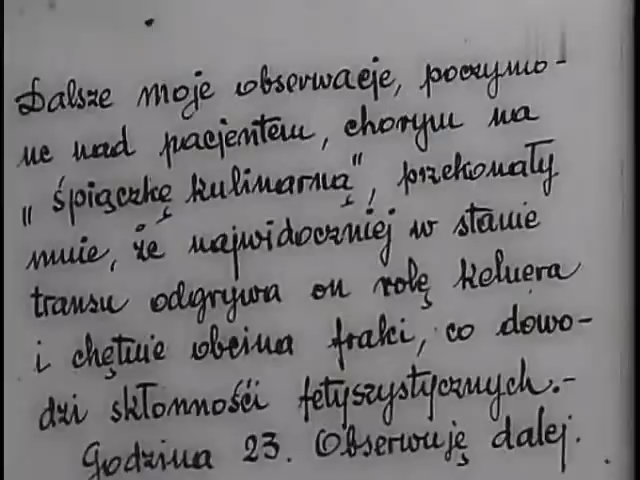 Dalsze moje obserwacje, poczynio-
ne nad pacjentem, chorym na
"śpiączkę kulinarną", przekonały
mnie, że najwidoczniej w stanie
transu odgrywa on rolę kelnera
i chętnie obcina fraki, co dowo-
dzi skłonności fetyszystycznych.-
Godzina 23. Obserwuję dalej.